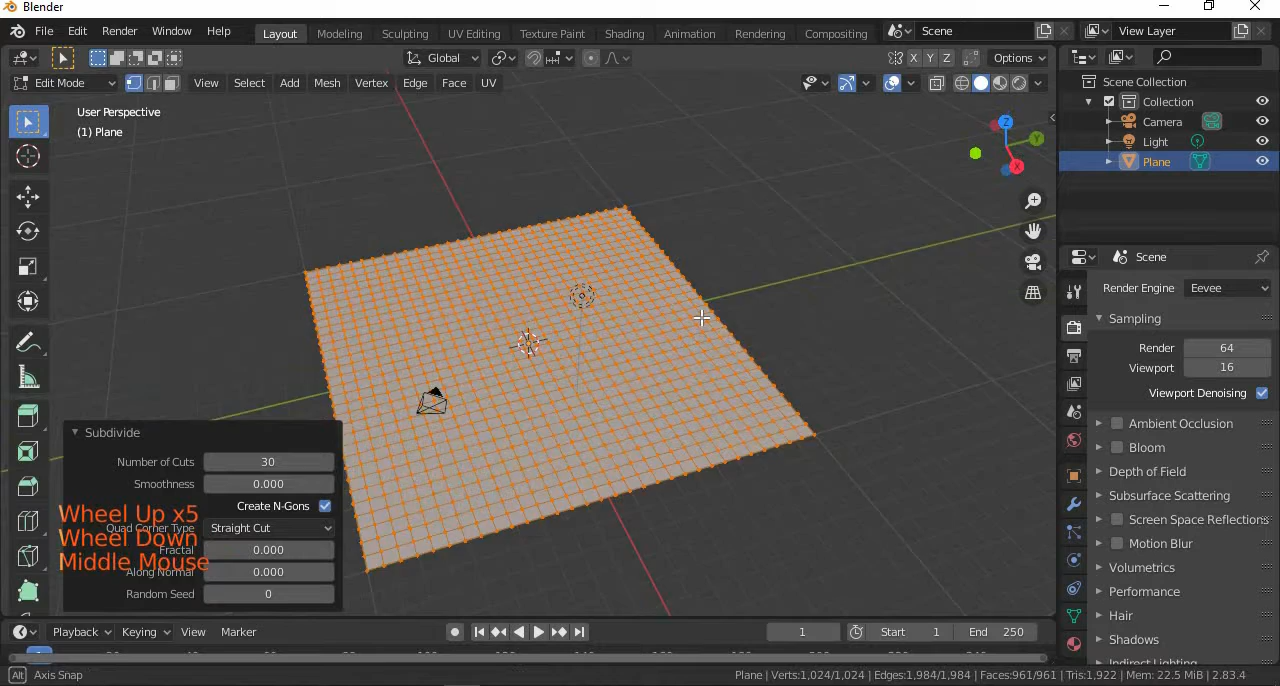 Blender
File Edit Render Window Help Layout Modeling Sculpting UV Editing Texture Paint Shading Animation Rendering Compositing Scene View Layer
Global X Y Z Options
Edit Mode View Select Add Mesh Vertex Edge Face UV
User Perspective
(1) Plane
Z
Y
X
Scene Collection
Collection
Camera
Light
Plane
Scene
Render Engine Eevee
Sampling
Render 64
Viewport 16
Viewport Denoising
Ambient Occlusion
Bloom
Depth of Field
Subsurface Scattering
Screen Space Reflections
Motion Blur
Volumetrics
Performance
Hair
Shadows
Indirect Lighting
Subdivide
Number of Cuts 30
Smoothness 0.000
Create N-Gons
Wheel Up x5
Quad Corner Type Straight Cut
Wheel Down
Fractal 0.000
Middle Mouse
Along Normal 0.000
Random Seed 0
Playback Keying View Marker 1 Start 1 End 250
Alt Axis Snap
Plane | Verts:1,024/1,024 | Edges:1,984/1,984 | Faces:961/961 | Tris:1,922 | Mem: 22.5 MiB | 2.83.4